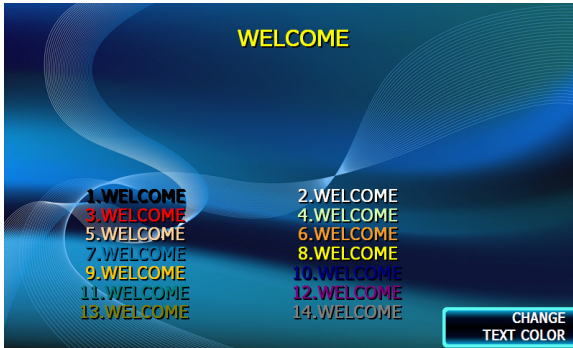 WELCOME
1.WELCOME 2.WELCOME
3.WELCOME 4.WELCOME
5.WELCOME 6.WELCOME
7.WELCOME 8.WELCOME
9.WELCOME 10.WELCOME
11.WELCOME 12.WELCOME
13.WELCOME 14.WELCOME
CHANGE
TEXT COLOR